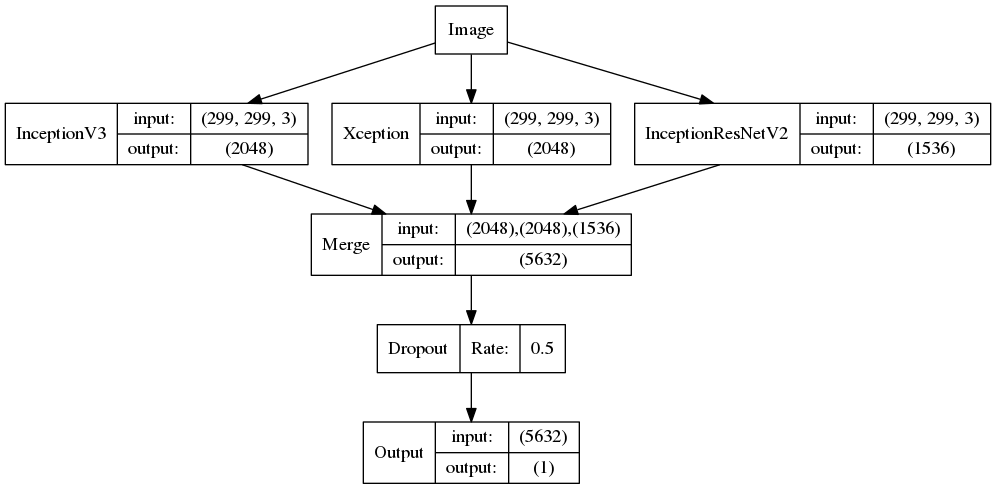 Image
InceptionV3 input: (299, 299, 3)
output: (2048)
Xception input: (299, 299, 3)
output: (2048)
InceptionResNetV2 input: (299, 299, 3)
output: (1536)
Merge input: (2048),(2048),(1536)
output: (5632)
Dropout Rate: 0.5
Output input: (5632)
output: (1)